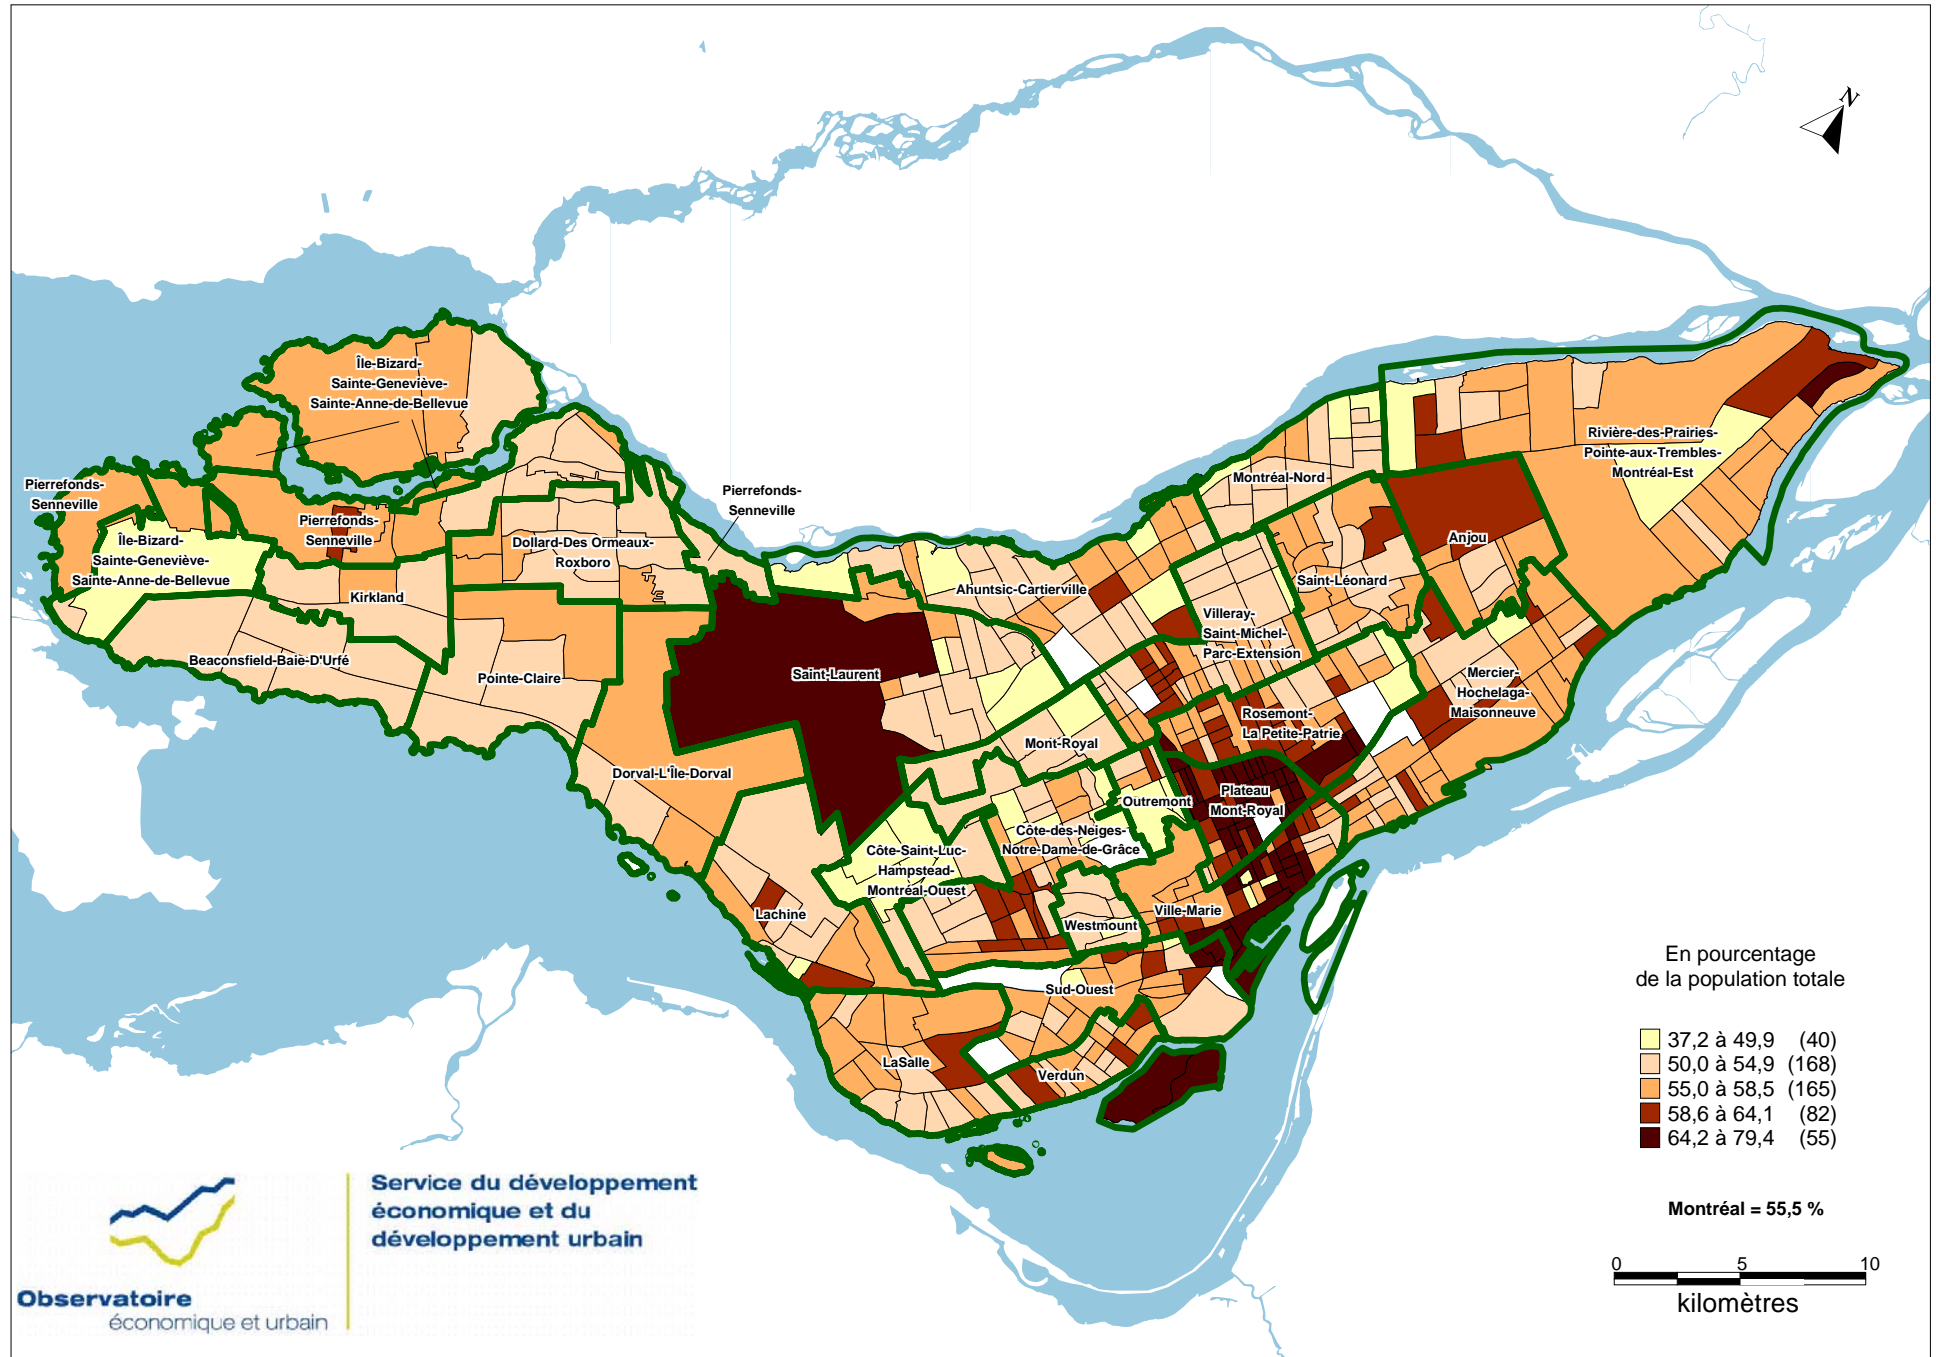 N
Île-Bizard-
Sainte-Geneviève-
Sainte-Anne-de-Bellevue
Pierrefonds-
Senneville
Île-Bizard-
Sainte-Geneviève-
Sainte-Anne-de-Bellevue
Pierrefonds-
Senneville
Pierrefonds-
Senneville
Dollard-Des Ormeaux-
Roxboro
Kirkland
Beaconsfield-Baie-D'Urfé
Pointe-Claire
Dorval-L'Île-Dorval
Saint-Laurent
Ahuntsic-Cartierville
Montréal-Nord
Rivière-des-Prairies-
Pointe-aux-Trembles-
Montréal-Est
Anjou
Saint-Léonard
Villeray-
Saint-Michel-
Parc-Extension
Mercier-
Hochelaga-
Maisonneuve
Rosemont-
La Petite-Patrie
Mont-Royal
Outremont
Plateau
Mont-Royal
Côte-des-Neiges-
Notre-Dame-de-Grâce
Côte-Saint-Luc-
Hampstead-
Montréal-Ouest
Lachine
Westmount
Ville-Marie
Sud-Ouest
LaSalle
Verdun
En pourcentage
de la population totale
37,2 à 49,9 (40)
50,0 à 54,9 (168)
55,0 à 58,5 (165)
58,6 à 64,1 (82)
64,2 à 79,4 (55)
Montréal = 55,5 %
0 5 10
kilomètres
Service du développement
économique et du
développement urbain
Observatoire
économique et urbain